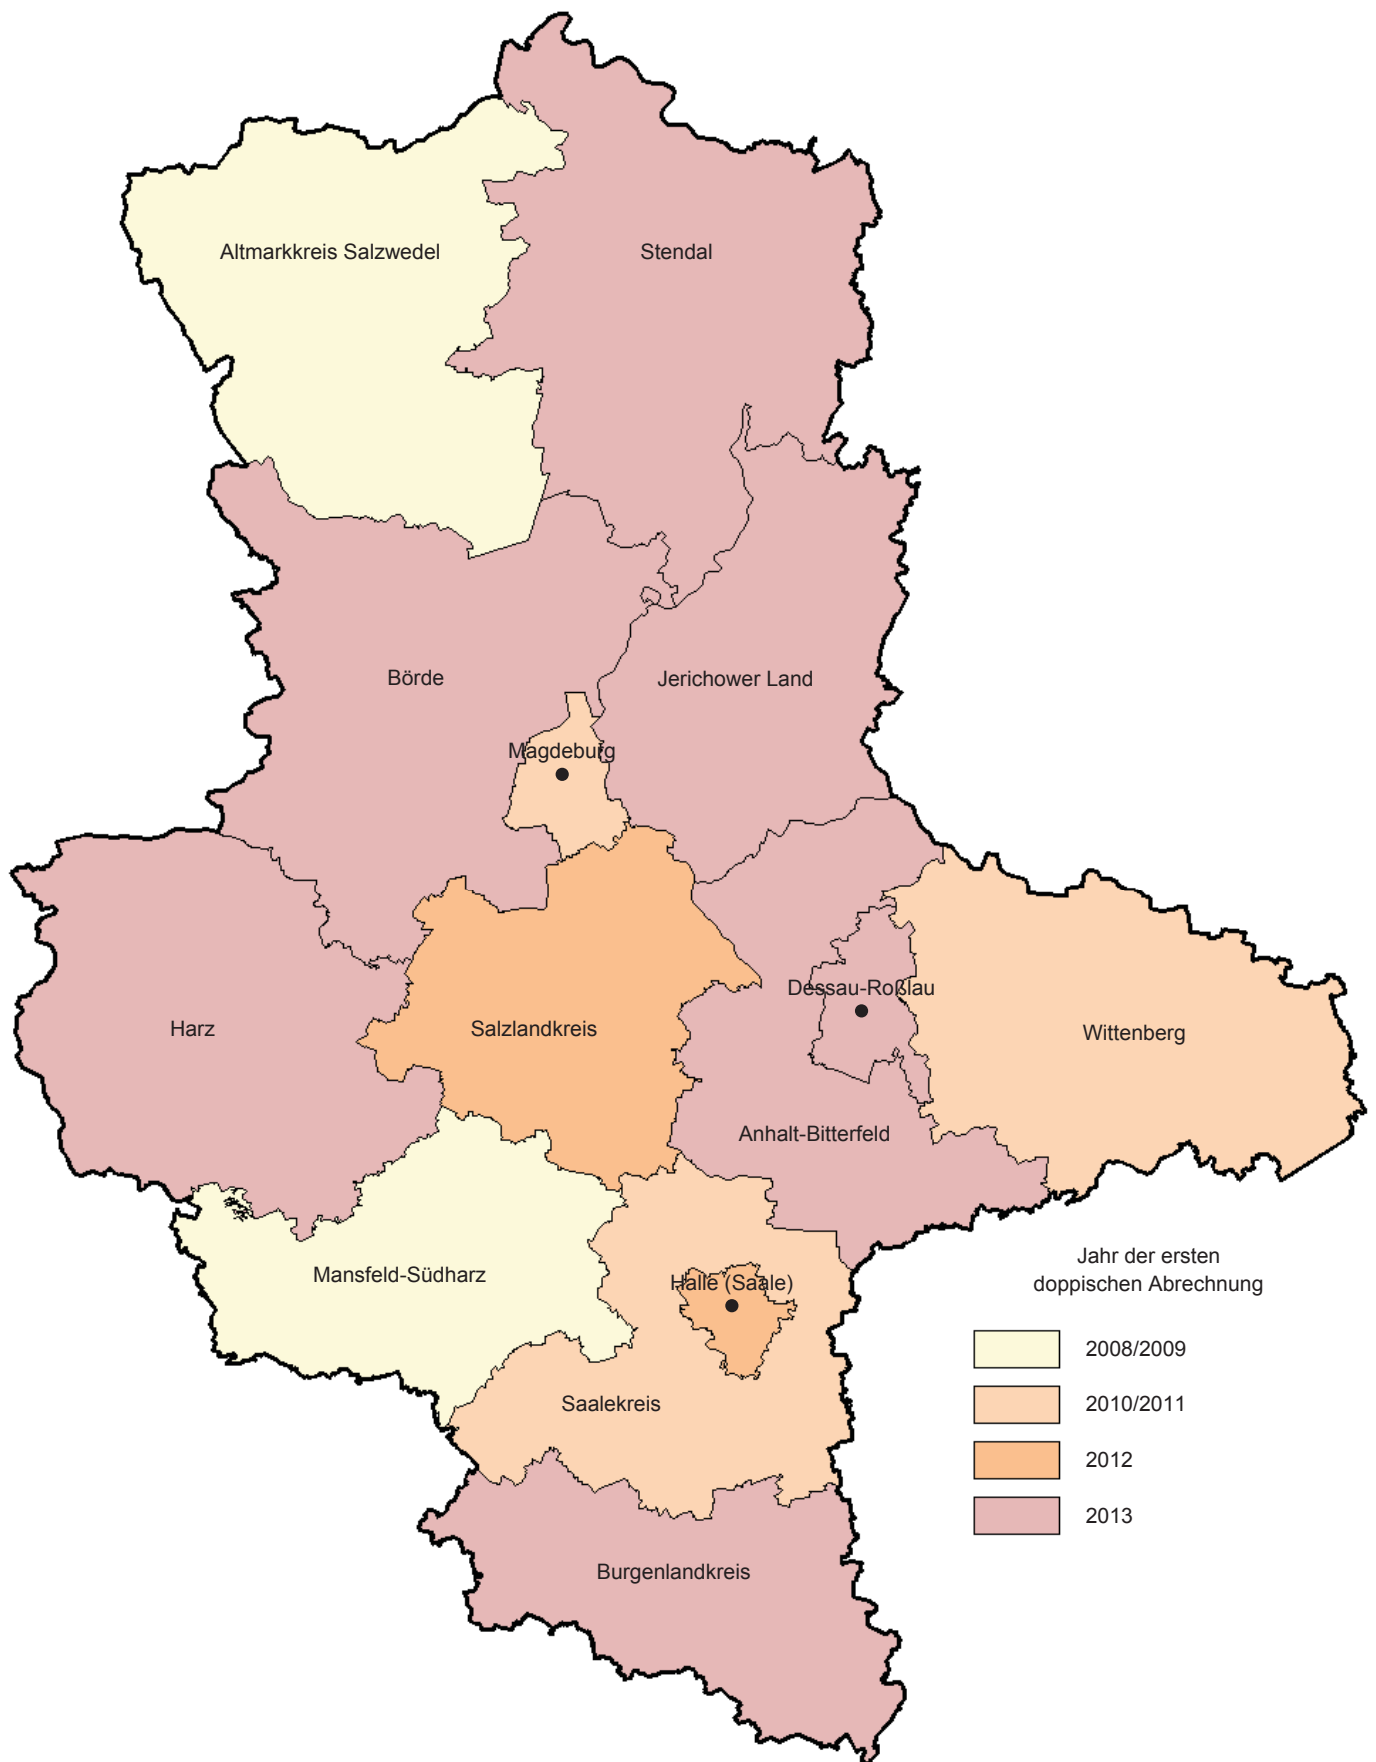 Altmarkkreis Salzwedel
Stendal
Börde
Jerichower Land
Magdeburg
Dessau-Roßlau
Harz
Salzlandkreis
Wittenberg
Anhalt-Bitterfeld
Mansfeld-Südharz
Halle (Saale)
Saalekreis
Burgenlandkreis
Jahr der ersten
doppischen Abrechnung
2008/2009
2010/2011
2012
2013